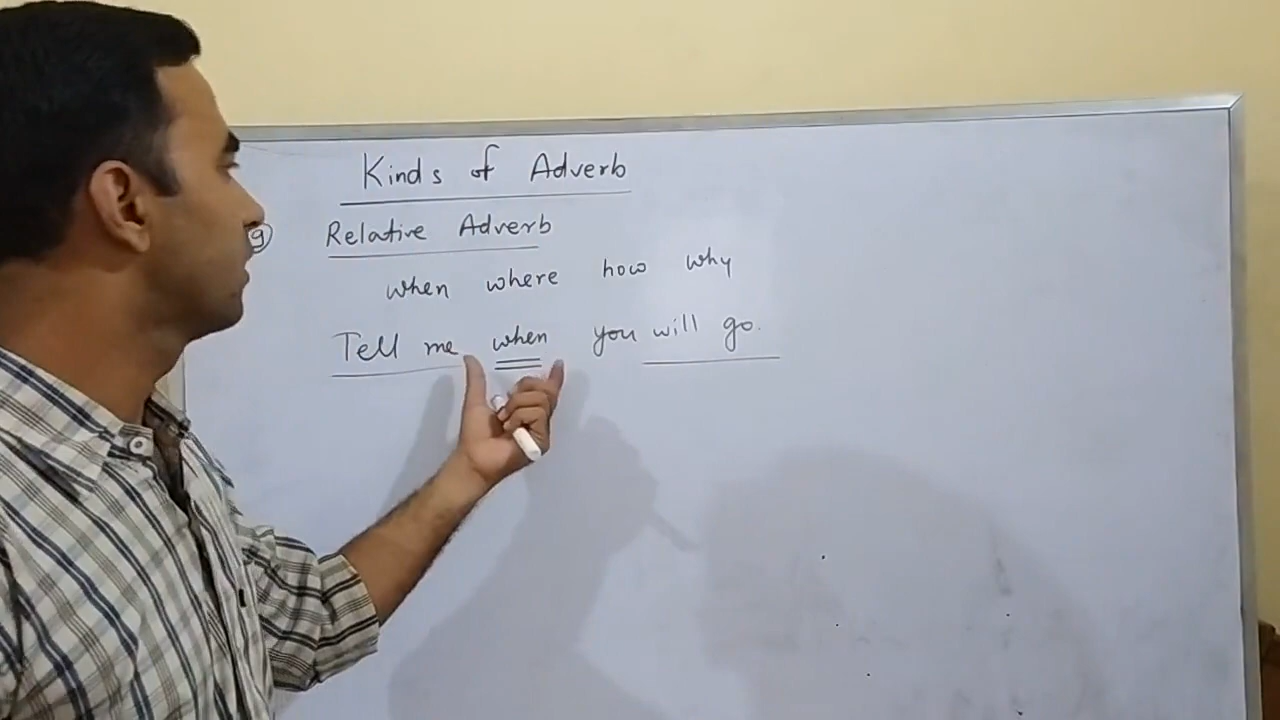 Kinds of Adverb
9 Relative Adverb
when where how why
Tell me when you will go.